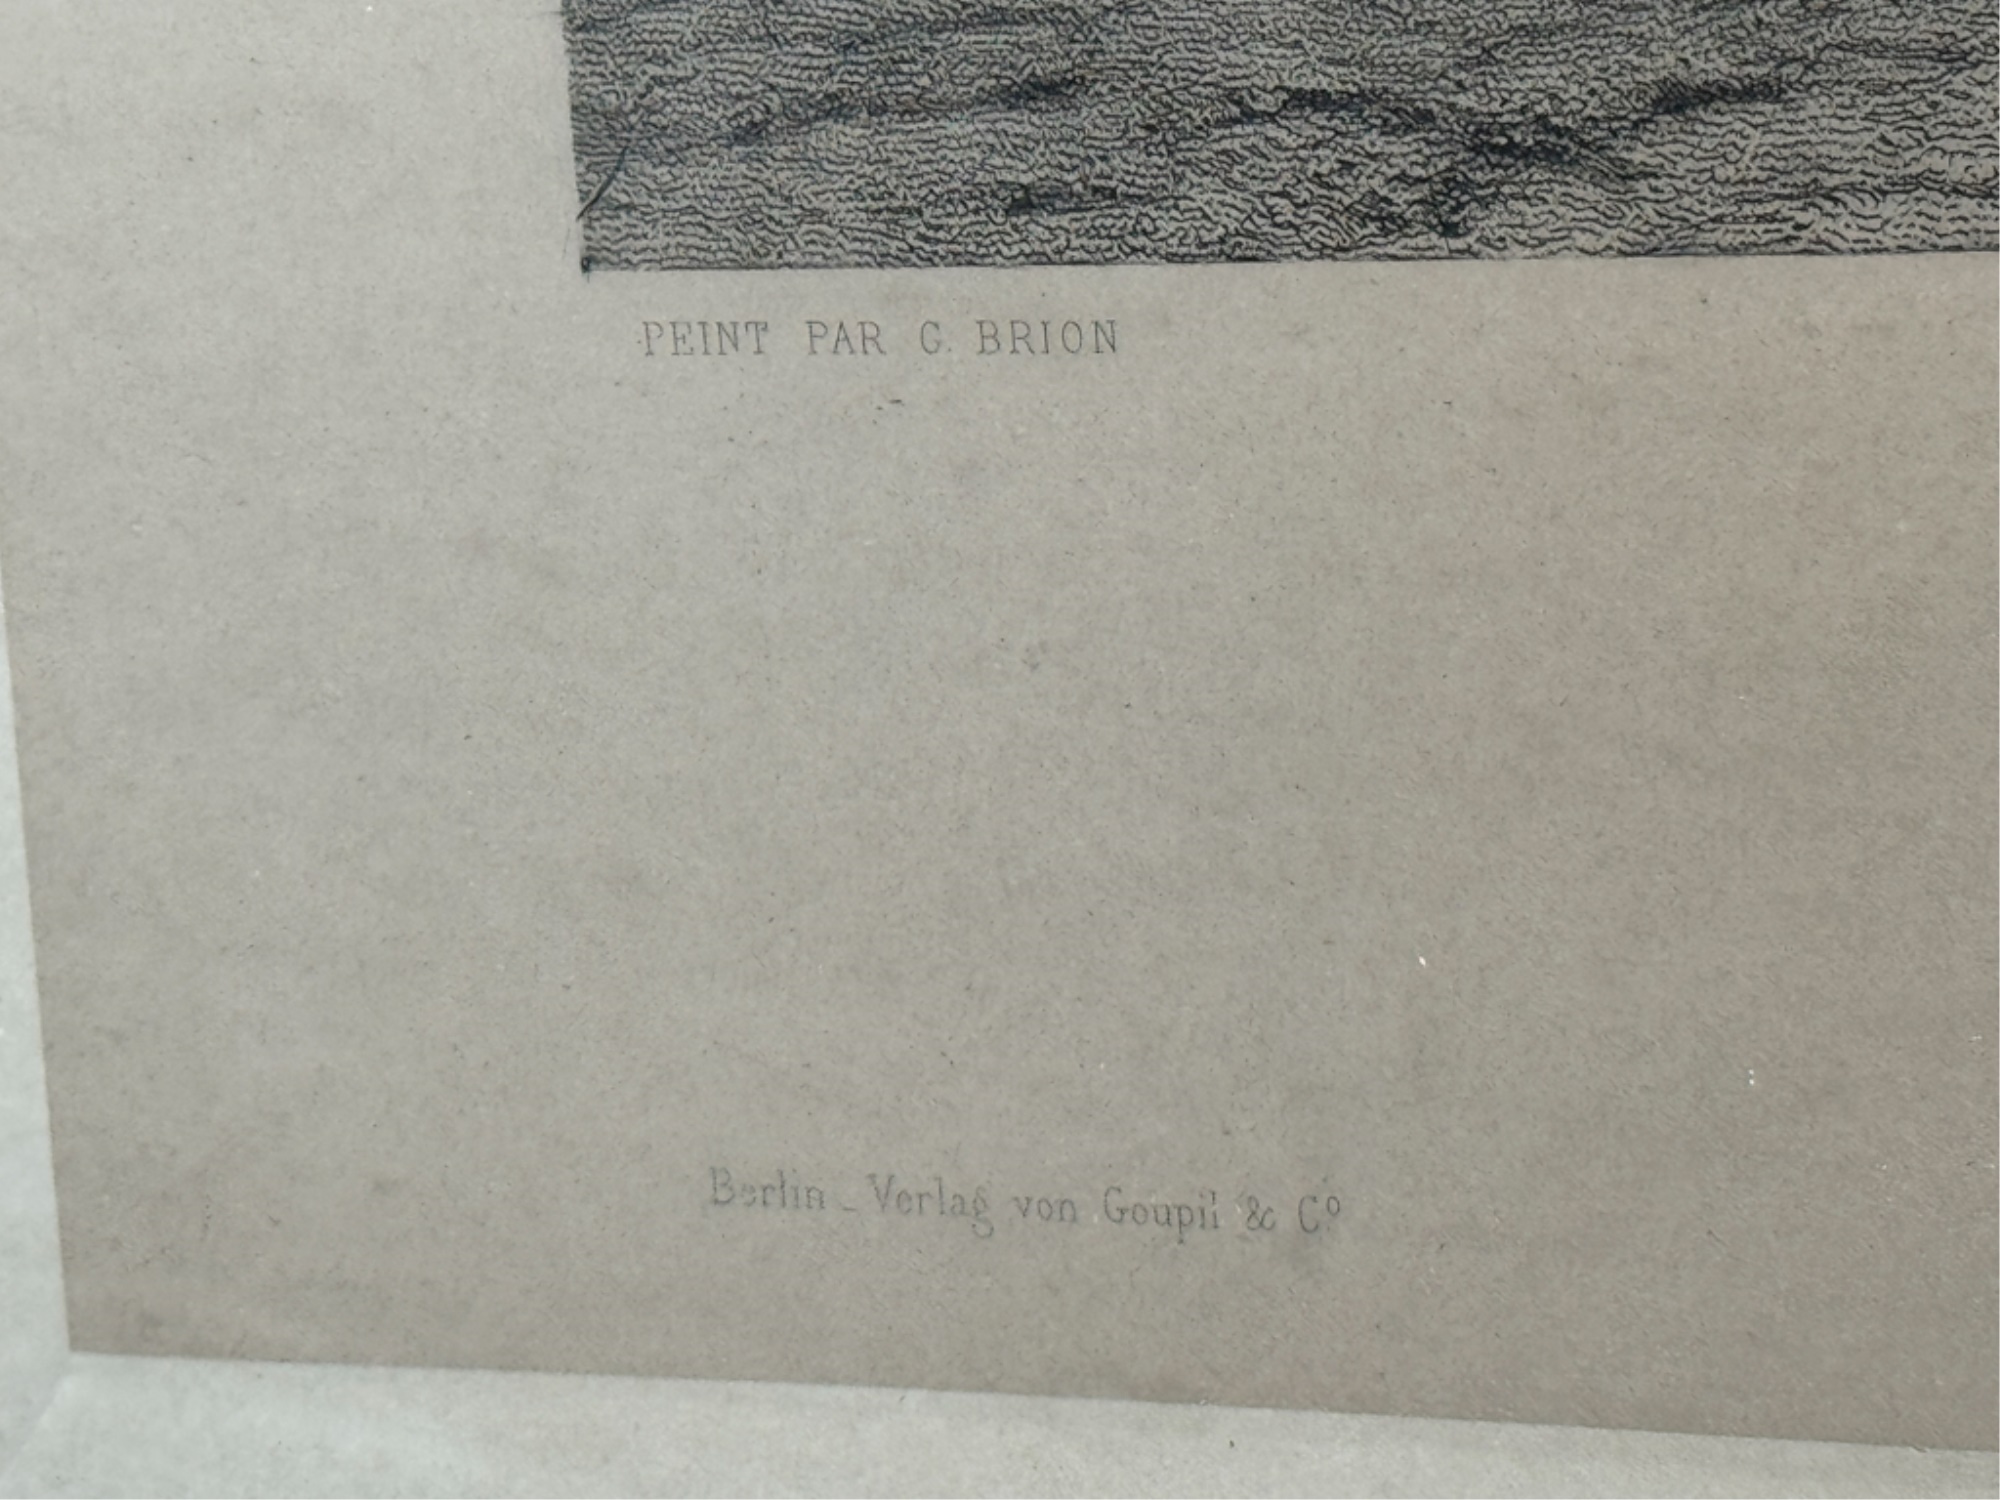 PEINT PAR G. BRION
Berlin - Verlag von Goupil & Cº